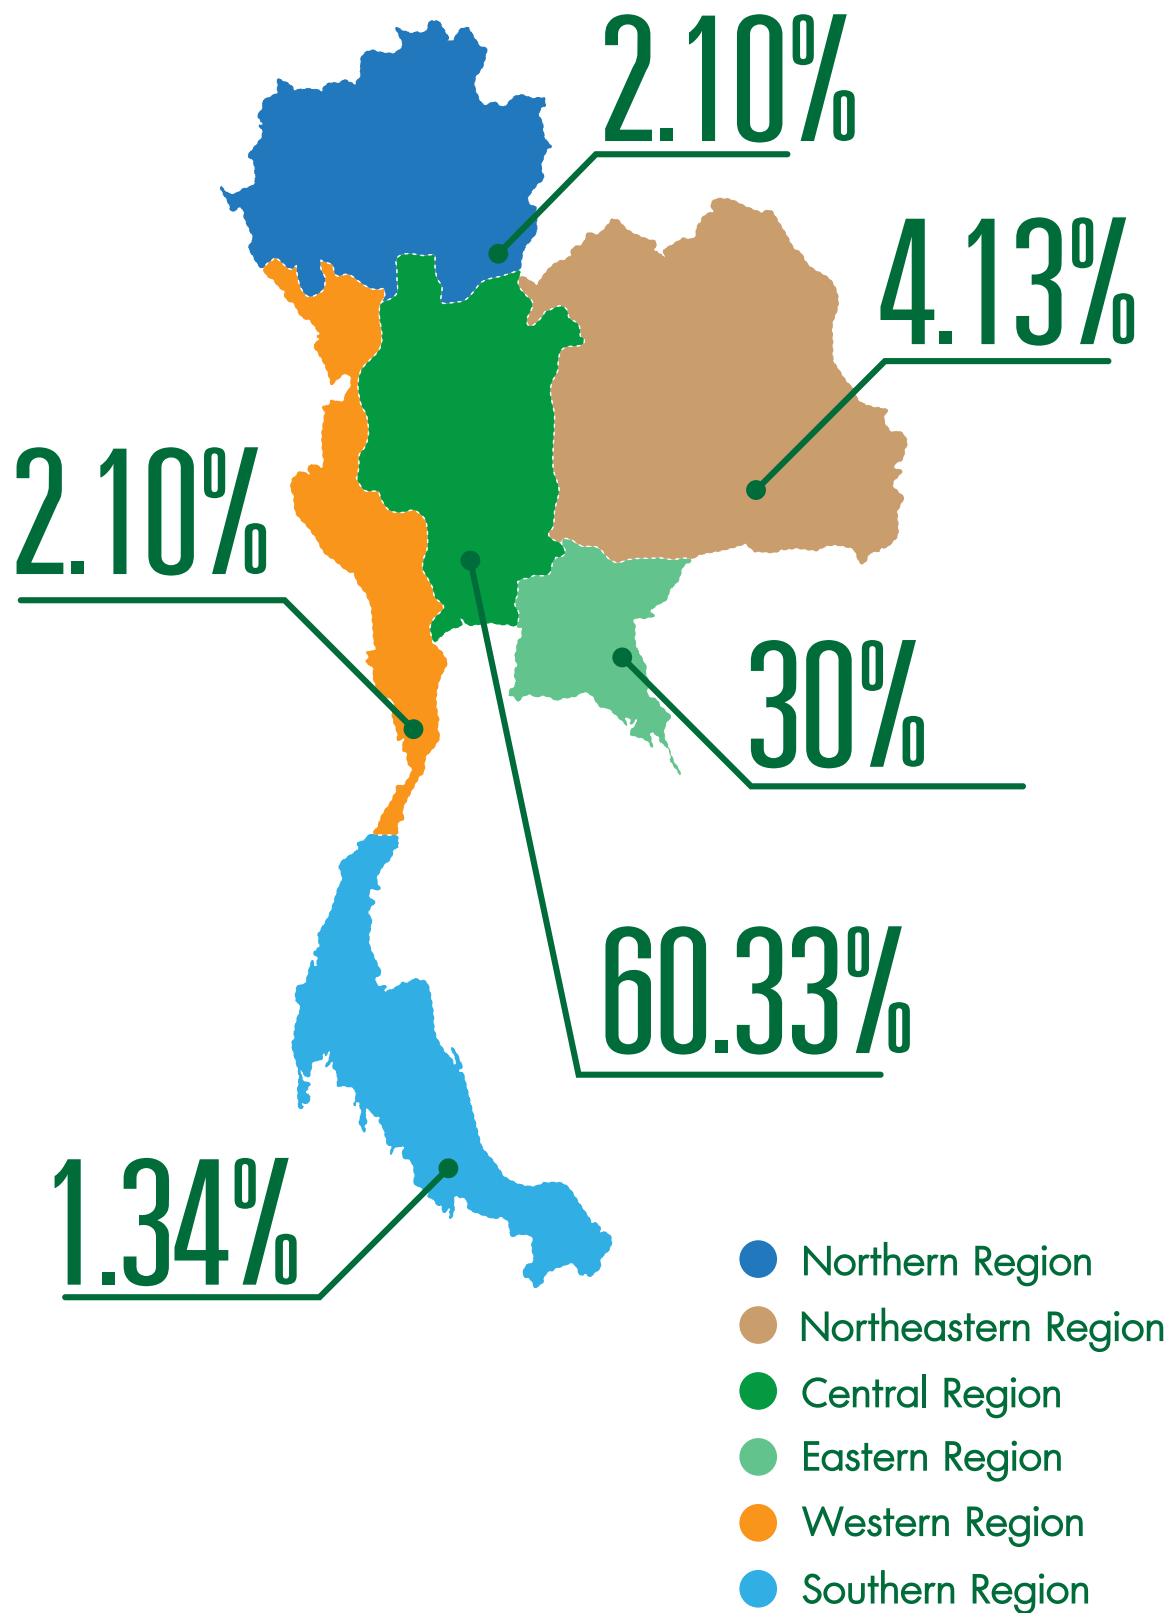 2.10%
4.13%
2.10%
30%
60.33%
1.34%
Northern Region
Northeastern Region
Central Region
Eastern Region
Western Region
Southern Region